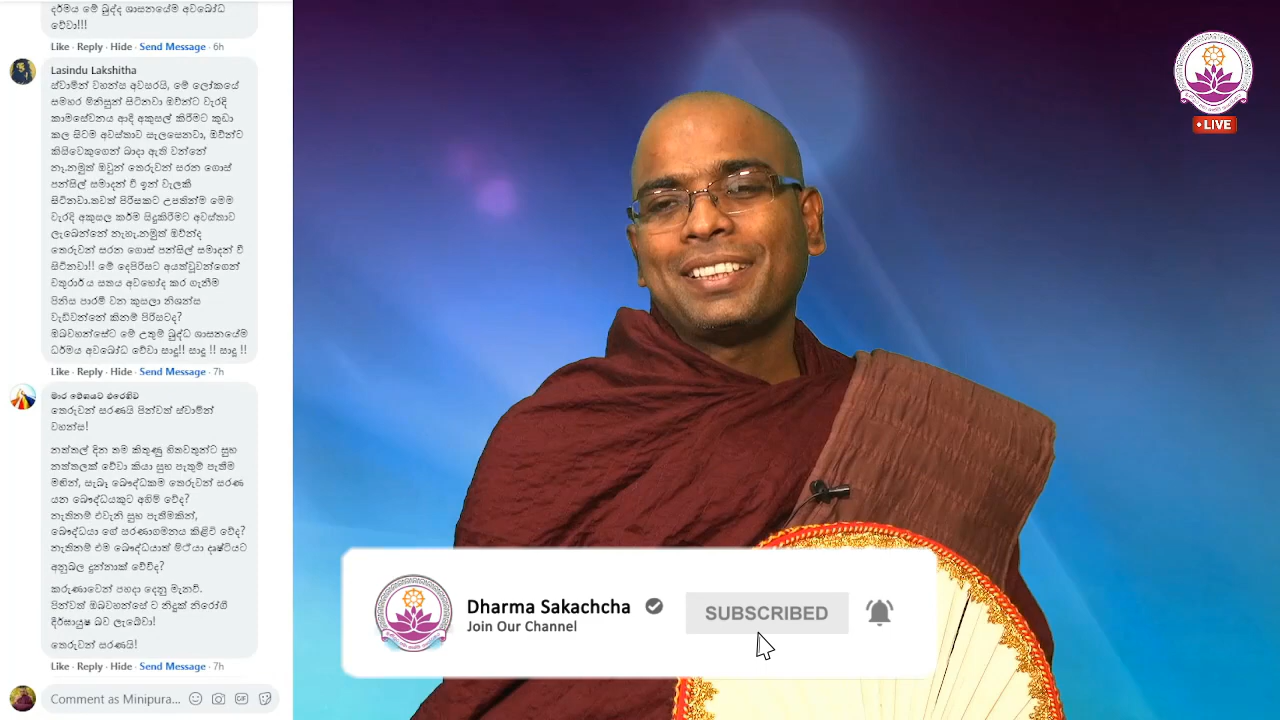 දර්මය මේ බුද්ද ශාසනයේම අවබෝධ
වේවා!!!
Like · Reply · Hide · Send Message · 6h
Lasindu Lakshitha
ස්වාමින් වහන්ස අවසරයි, මේ ලෝකයේ
සමහර මිනිසුන් සිටිනවා ඔව්න්ට වැරදි
කාමසේවනය ආදී අකුසල් කිරීමට කුඩා
කල සිටම අවස්තාව සැලසෙනවා, ඔව්න්ට
කිසිවෙකුගෙන් බාදා ඇති වන්නේ
නෑ.නමුත් ඔවුන් තෙරුවන් සරන ගොස්
පන්සිල් සමාදන් වී ඉන් වැලකී
සිටිනවා.තවත් පිරිසකට උපතින්ම මෙම
වැරදි අකුසල කර්ම සිදුකිරීමට අවස්තාව
ලැබෙන්නේ නැහැ.නමුත් ඔවින්ද
තෙරුවන් සරන ගොස් පන්සිල් සමාදන් වී
සිටිනවා!! මේ දෙපිරිසට අයත්වූවන්ගෙන්
චතුරාර් ය සත්‍ය අවභෝද කර ගැනීම
පිනිස පාරමී වන කුසලා නිශන්ස
වැඩිවන්නේ කිනම් පිරිසටද?
ඔබවහන්සේට මේ උතුම් බුද්ධ ශාසනයේම
ධර්මය අවබෝධ වේවා සාදු!! සාදු !! සාදු !!
Like · Reply · Hide · Send Message · 7h
මාර මේශයට එරෙහිව
තෙරුවන් සරණයි පින්වත් ස්වාමින්
වහන්ස!
නත්තල් දින තම කිතුණු හිතවතුන්ට සුභ
නත්තලක් වේවා කියා සුභ පැතුම් පැතීම
මඟින්, සැබෑ බෞද්ධකම තෙරුවන් සරණ
යන බෞද්ධයකුට අහිමි වේද?
නැතිනම් එවැනි සුභ පැතීමකින්,
බෞද්ධයා ගේ සරණාගමනය කිළිටි වේද?
නැතිනම් එම බෞද්ධයාත් මිථ්‍යා දෘෂ්ටියට
අනුබල දුන්නාක් වේවිද?
කරුණාවෙන් පහදා දෙනු මැනවි.
පින්වත් ඔබවහන්සේ ට නිදුක් නිරෝගී
දීර්ඝායුෂ බව ලැබේවා!
තෙරුවන් සරණයි!
Like · Reply · Hide · Send Message · 7h
Comment as Minipura...
• LIVE
Dharma Sakachcha
Join Our Channel
SUBSCRIBED